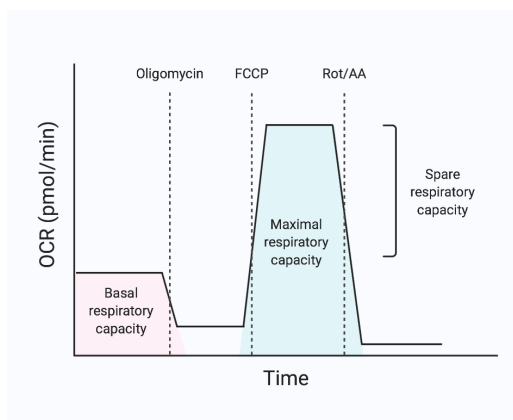 Oligomycin
FCCP
Rot/AA
OCR (pmol/min)
Spare
respiratory
capacity
Maximal
respiratory
capacity
Basal
respiratory
capacity
Time